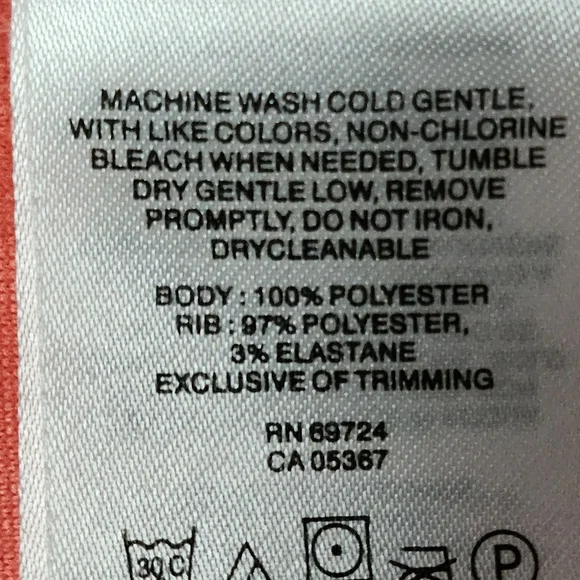 MACHINE WASH COLD GENTLE,
WITH LIKE COLORS, NON-CHLORINE
BLEACH WHEN NEEDED, TUMBLE
DRY GENTLE LOW, REMOVE
PROMPTLY, DO NOT IRON,
DRYCLEANABLE
BODY : 100% POLYESTER
RIB : 97% POLYESTER,
3% ELASTANE
EXCLUSIVE OF TRIMMING
RN 69724
CA 05367
30 C
P